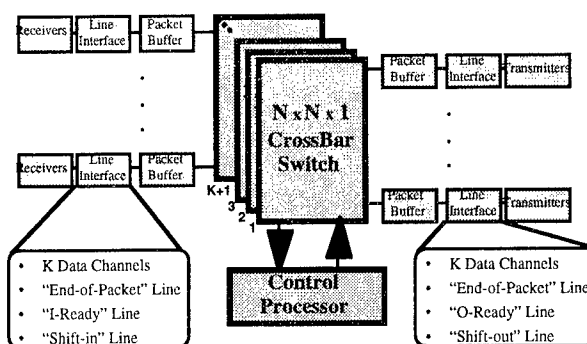 Receivers
Line
Interface
Packet
Buffer
N x N x 1
CrossBar
Switch
K+1
3
2
1
Packet
Buffer
Line
Interface
Transmitters
Receivers
Line
Interface
Packet
Buffer
Packet
Buffer
Line
Interface
Transmitters
Control
Processor
• K Data Channels
• "End-of-Packet" Line
• "I-Ready" Line
• "Shift-in" Line
• K Data Channels
• "End-of-Packet" Line
• "O-Ready" Line
• "Shift-out" Line